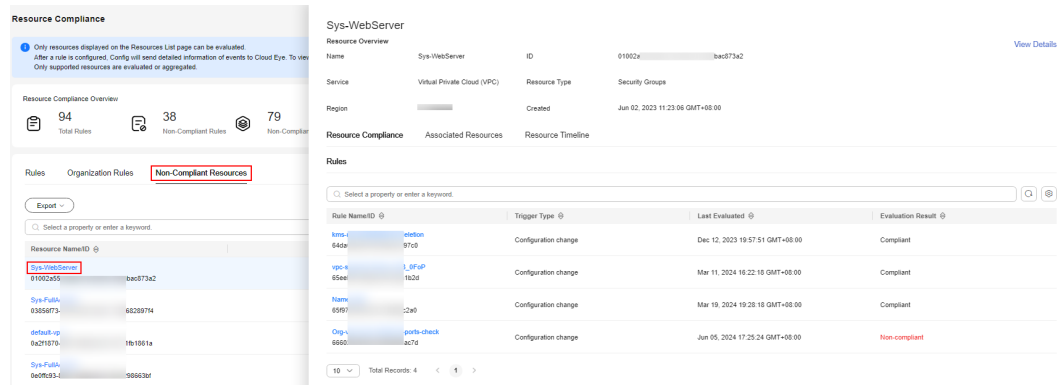 Resource Compliance
Only resources displayed on the Resources List page can be evaluated.
After a rule is configured, Config will send detailed information of events to Cloud Eye. To view
Only supported resources are evaluated or aggregated.
Resource Compliance Overview
94
Total Rules
38
Non-Compliant Rules
79
Non-Complian
Rules Organization Rules Non-Compliant Resources
Export
Select a property or enter a keyword.
Resource Name/ID
Sys-WebServer
01002a55 bac873a2
Sys-FullA
03856f73- 682897f4
default-vp
0a2f1870- 1fb1861a
Sys-FullA
0e0ffc93- 98663bf
Sys-WebServer
Resource Overview
View Details
Name Sys-WebServer ID 01002a bac873a2
Service Virtual Private Cloud (VPC) Resource Type Security Groups
Region Created Jun 02, 2023 11:23:06 GMT+08:00
Resource Compliance Associated Resources Resource Timeline
Rules
Select a property or enter a keyword.
Rule Name/ID Trigger Type Last Evaluated Evaluation Result
kms- eletion
64da 97c0
Configuration change Dec 12, 2023 19:57:51 GMT+08:00 Compliant
vpc-s l_0FoP
65ee 1b2d
Configuration change Mar 11, 2024 16:22:18 GMT+08:00 Compliant
Name
65f97 c2a0
Configuration change Mar 19, 2024 19:28:18 GMT+08:00 Compliant
Org-v -ports-check
6660 ac7d
Configuration change Jun 05, 2024 17:25:24 GMT+08:00 Non-compliant
10 Total Records: 4 < 1 >